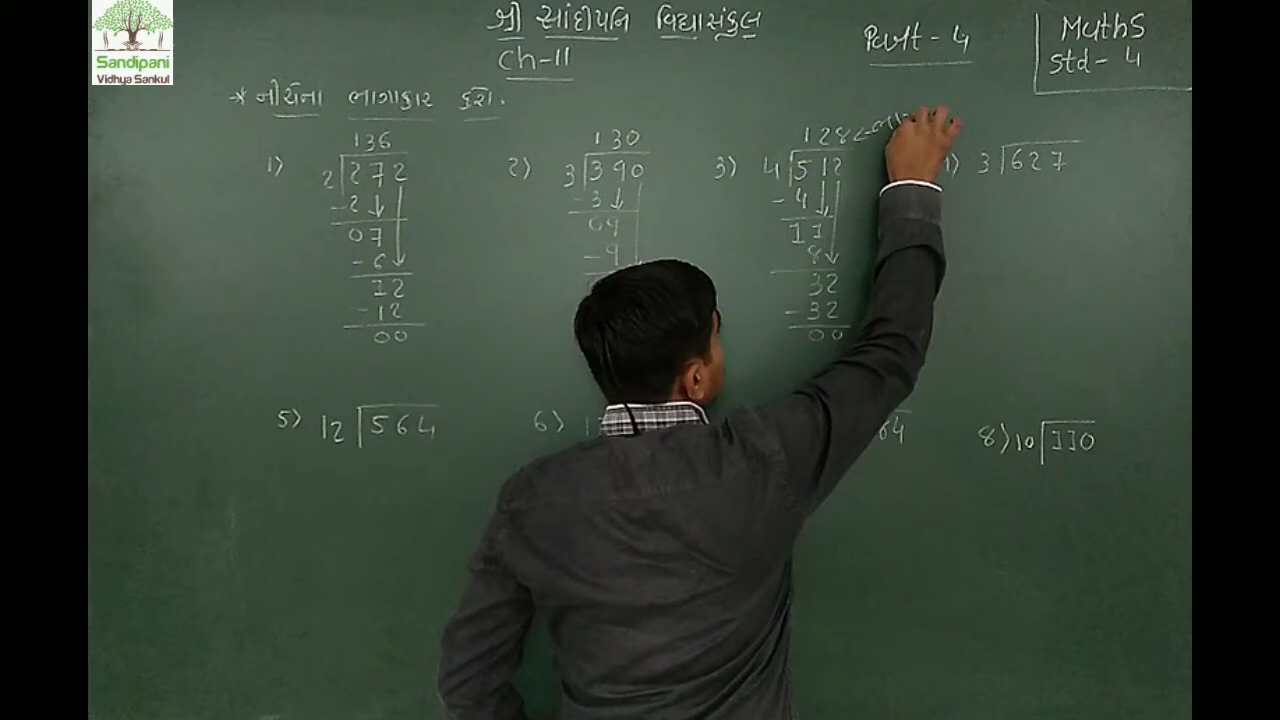 Sandipani
Vidhya Sankul
શ્રી સાંદીપનિ વિદ્યાસંકુલ
Ch-11
Part - 4
Maths
Std - 4
* નીચેના ભાગાકાર કરો.
1) 2 272 136
-2
07
-6
12
-12
00
2) 3 390 130
-3
09
-9
3) 4 512 128
-4
11
8
32
-32
00
3 627
5) 12 564
6)
64
8) 10 110